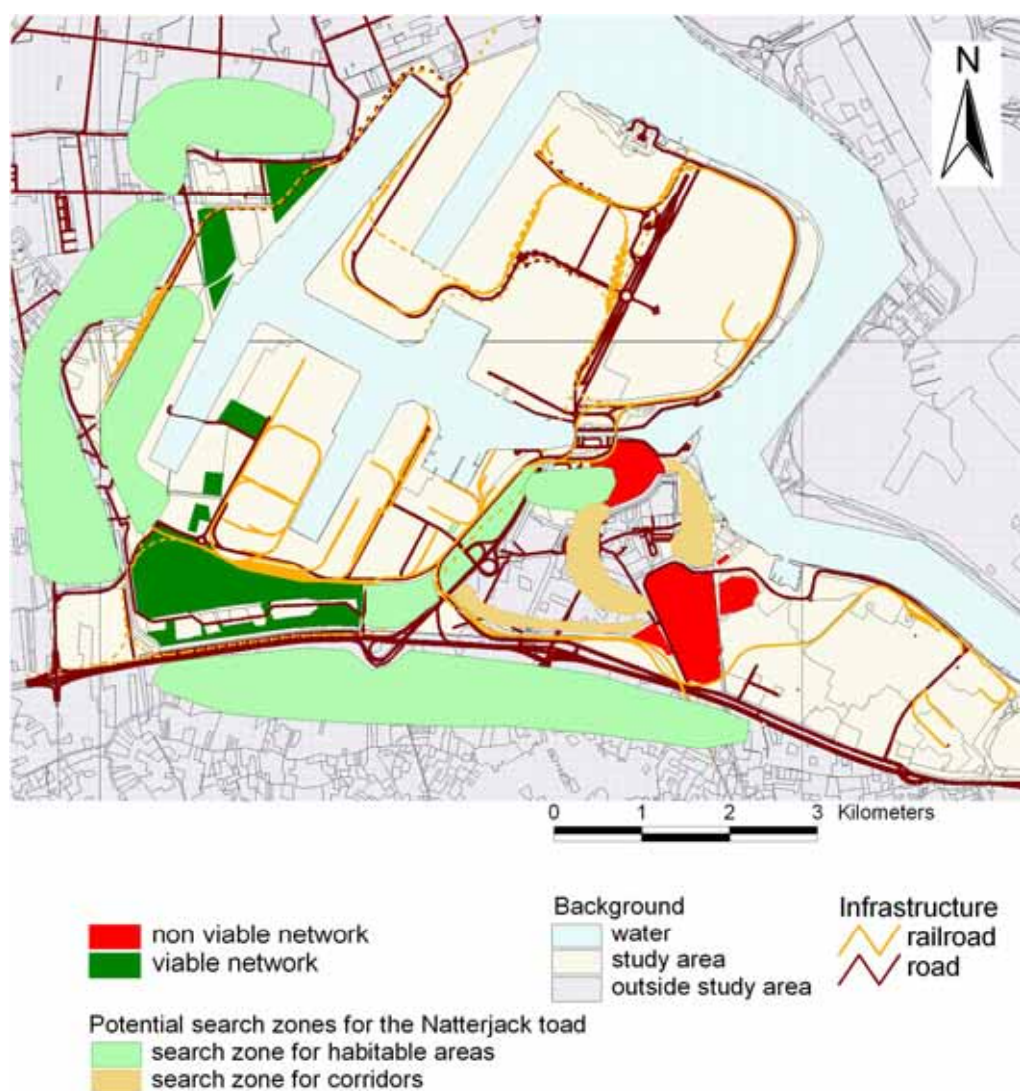 N
0 1 2 3 Kilometers
non viable network
viable network
Potential search zones for the Natterjack toad
search zone for habitable areas
search zone for corridors
Background
water
study area
outside study area
Infrastructure
railroad
road